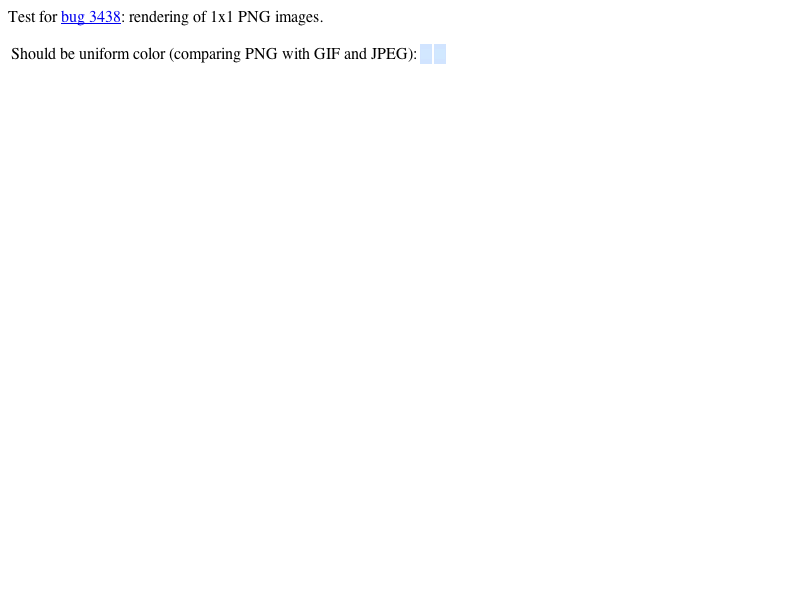 Test for bug 3438: rendering of 1x1 PNG images.
Should be uniform color (comparing PNG with GIF and JPEG):